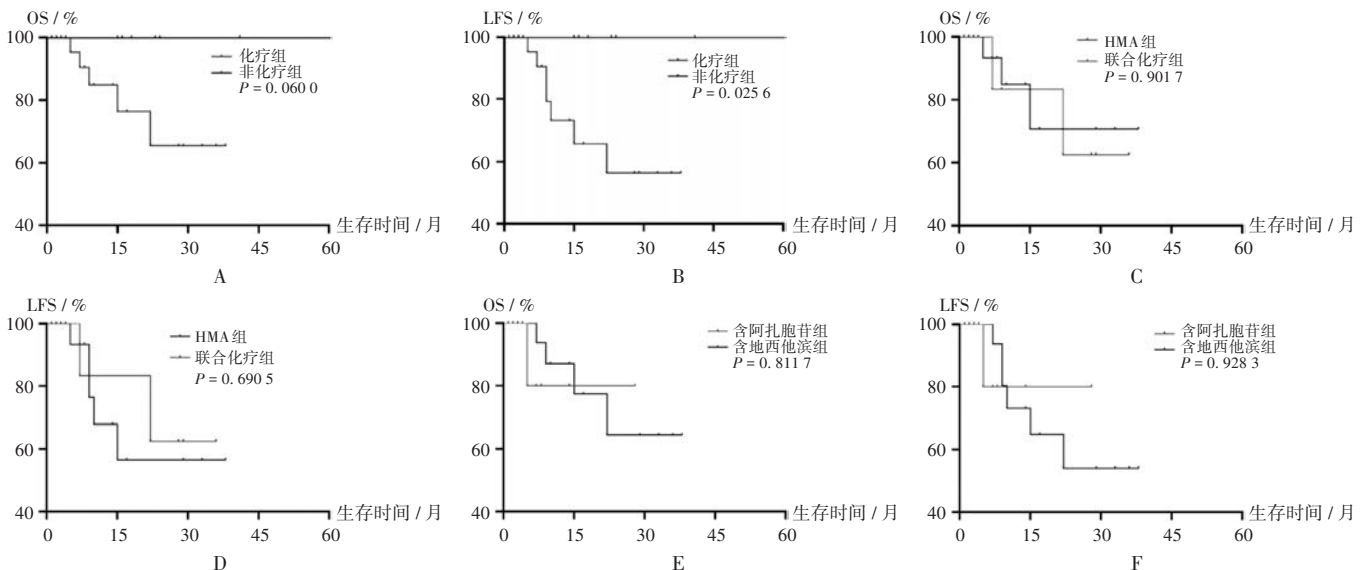 OS / %
100
80
60
40
0
15
30
45
60
生存时间 / 月
化疗组
非化疗组
P = 0. 060 0
A
LFS / %
100
80
60
40
0
15
30
45
60
生存时间 / 月
化疗组
非化疗组
P = 0. 025 6
B
OS / %
100
80
60
40
0
15
30
45
60
生存时间 / 月
HMA 组
联合化疗组
P = 0. 901 7
C
LFS / %
100
80
60
40
0
15
30
45
60
生存时间 / 月
HMA 组
联合化疗组
P = 0. 690 5
D
OS / %
100
80
60
40
0
15
30
45
60
生存时间 / 月
含阿扎胞苷组
含地西他滨组
P = 0. 811 7
E
LFS / %
100
80
60
40
0
15
30
45
60
生存时间 / 月
含阿扎胞苷组
含地西他滨组
P = 0. 928 3
F